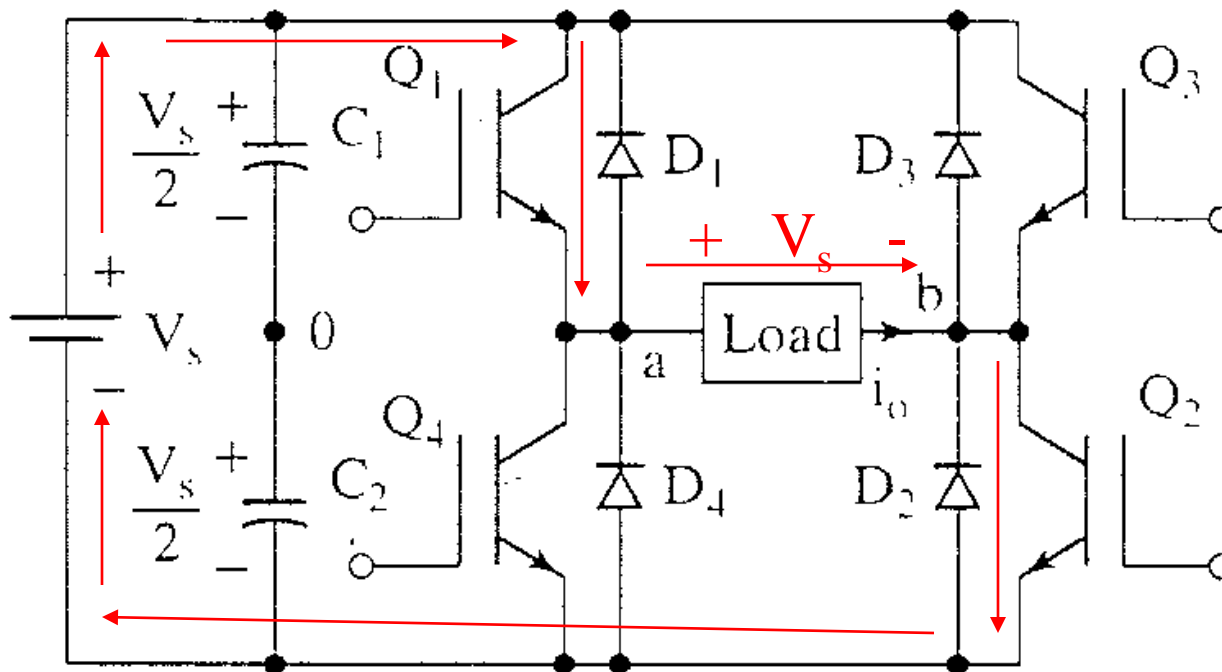 Q₁
Q₃
+
Vₛ/2
C₁
D₁
D₃
−
+ Vₛ -
+
Vₛ
0
b
Load
a
−
iₒ
Q₄
Q₂
+
Vₛ/2
C₂
D₄
D₂
−